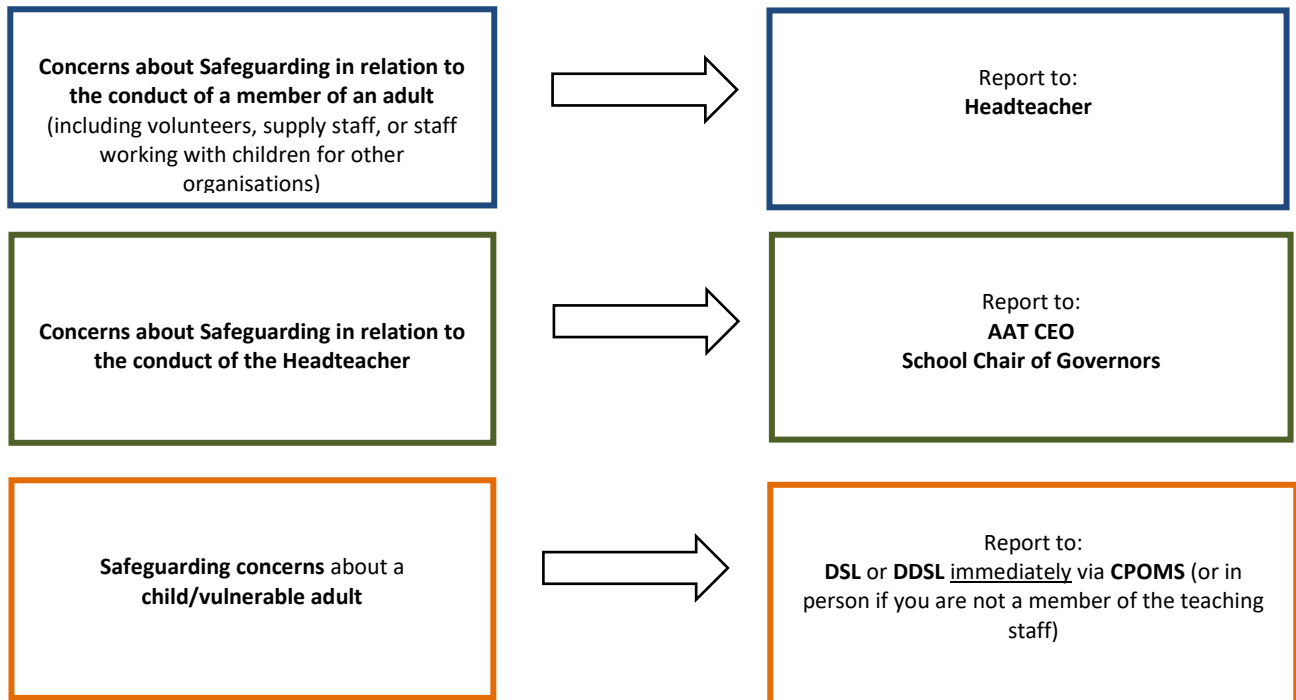 Concerns about Safeguarding in relation to
the conduct of a member of an adult
(including volunteers, supply staff, or staff
working with children for other
organisations)
Report to:
Headteacher
Concerns about Safeguarding in relation to
the conduct of the Headteacher
Report to:
AAT CEO
School Chair of Governors
Safeguarding concerns about a
child/vulnerable adult
Report to:
DSL or DDSL immediately via CPOMS (or in
person if you are not a member of the teaching
staff)